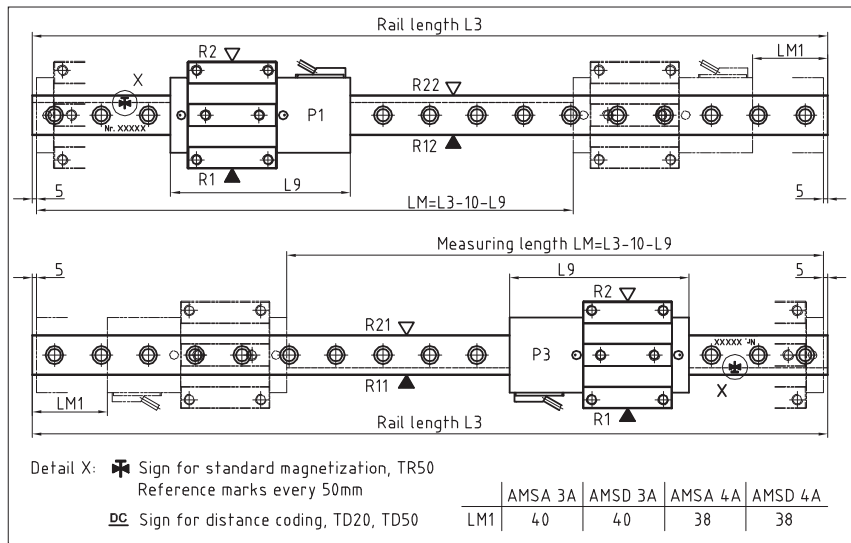 Rail length L3
LM1
R2
X
R22
P1
Nr. XXXXX
R12
R1
L9
5
LM=L3-10-L9
5
Measuring length LM=L3-10-L9
5
L9
5
R2
R21
Nr. XXXXX
P3
R11
X
LM1
R1
Rail length L3
Detail X: Sign for standard magnetization, TR50
Reference marks every 50mm
DC Sign for distance coding, TD20, TD50
AMSA 3A AMSD 3A AMSA 4A AMSD 4A
LM1 40 40 38 38